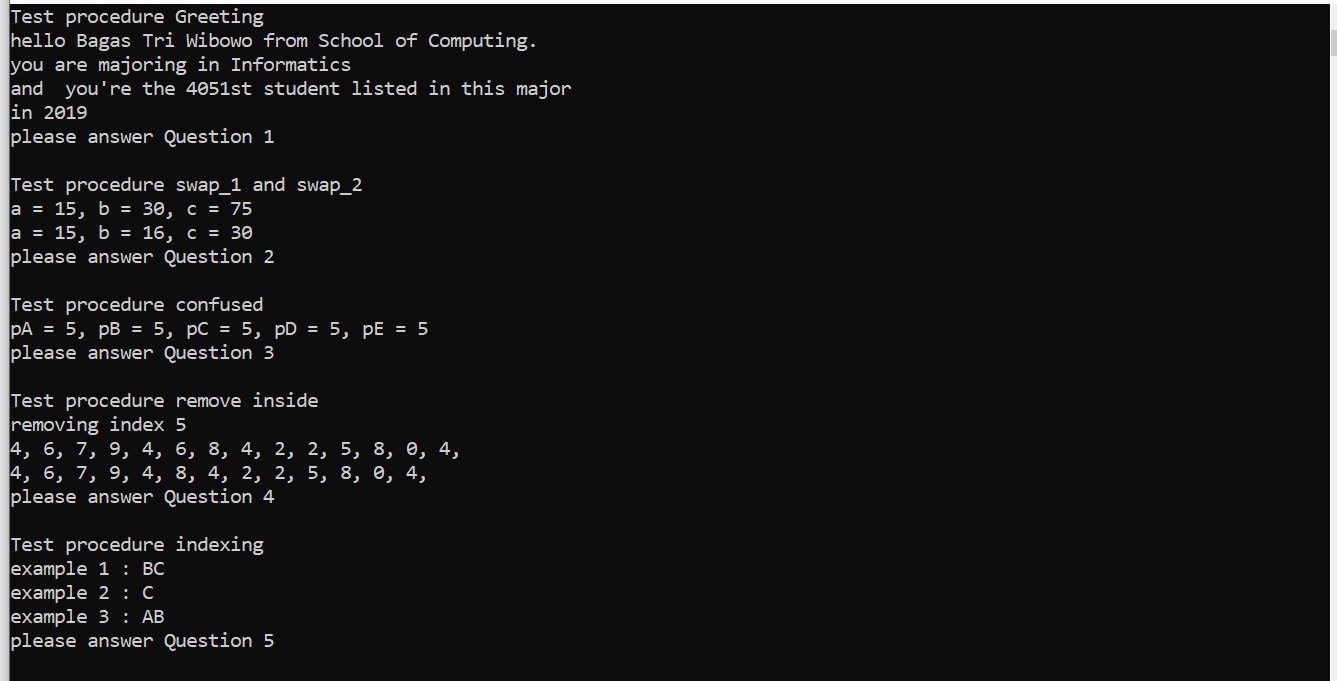 Test procedure Greeting
hello Bagas Tri Wibowo from School of Computing.
you are majoring in Informatics
and  you're the 4051st student listed in this major
in 2019
please answer Question 1
Test procedure swap_1 and swap_2
a = 15, b = 30, c = 75
a = 15, b = 16, c = 30
please answer Question 2
Test procedure confused
pA = 5, pB = 5, pC = 5, pD = 5, pE = 5
please answer Question 3
Test procedure remove inside
removing index 5
4, 6, 7, 9, 4, 6, 8, 4, 2, 2, 5, 8, 0, 4,
4, 6, 7, 9, 4, 8, 4, 2, 2, 5, 8, 0, 4,
please answer Question 4
Test procedure indexing
example 1 : BC
example 2 : C
example 3 : AB
please answer Question 5